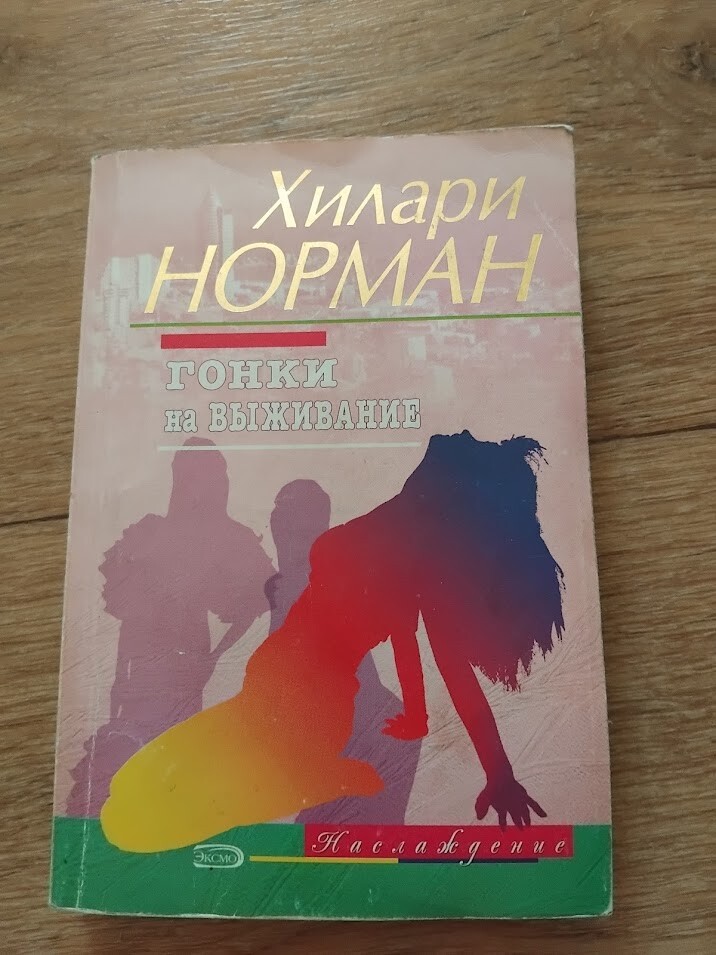 Хилари
НОРМАН
ГОНКИ
на ВЫЖИВАНИЕ
Наслаждение
ЭКСМО